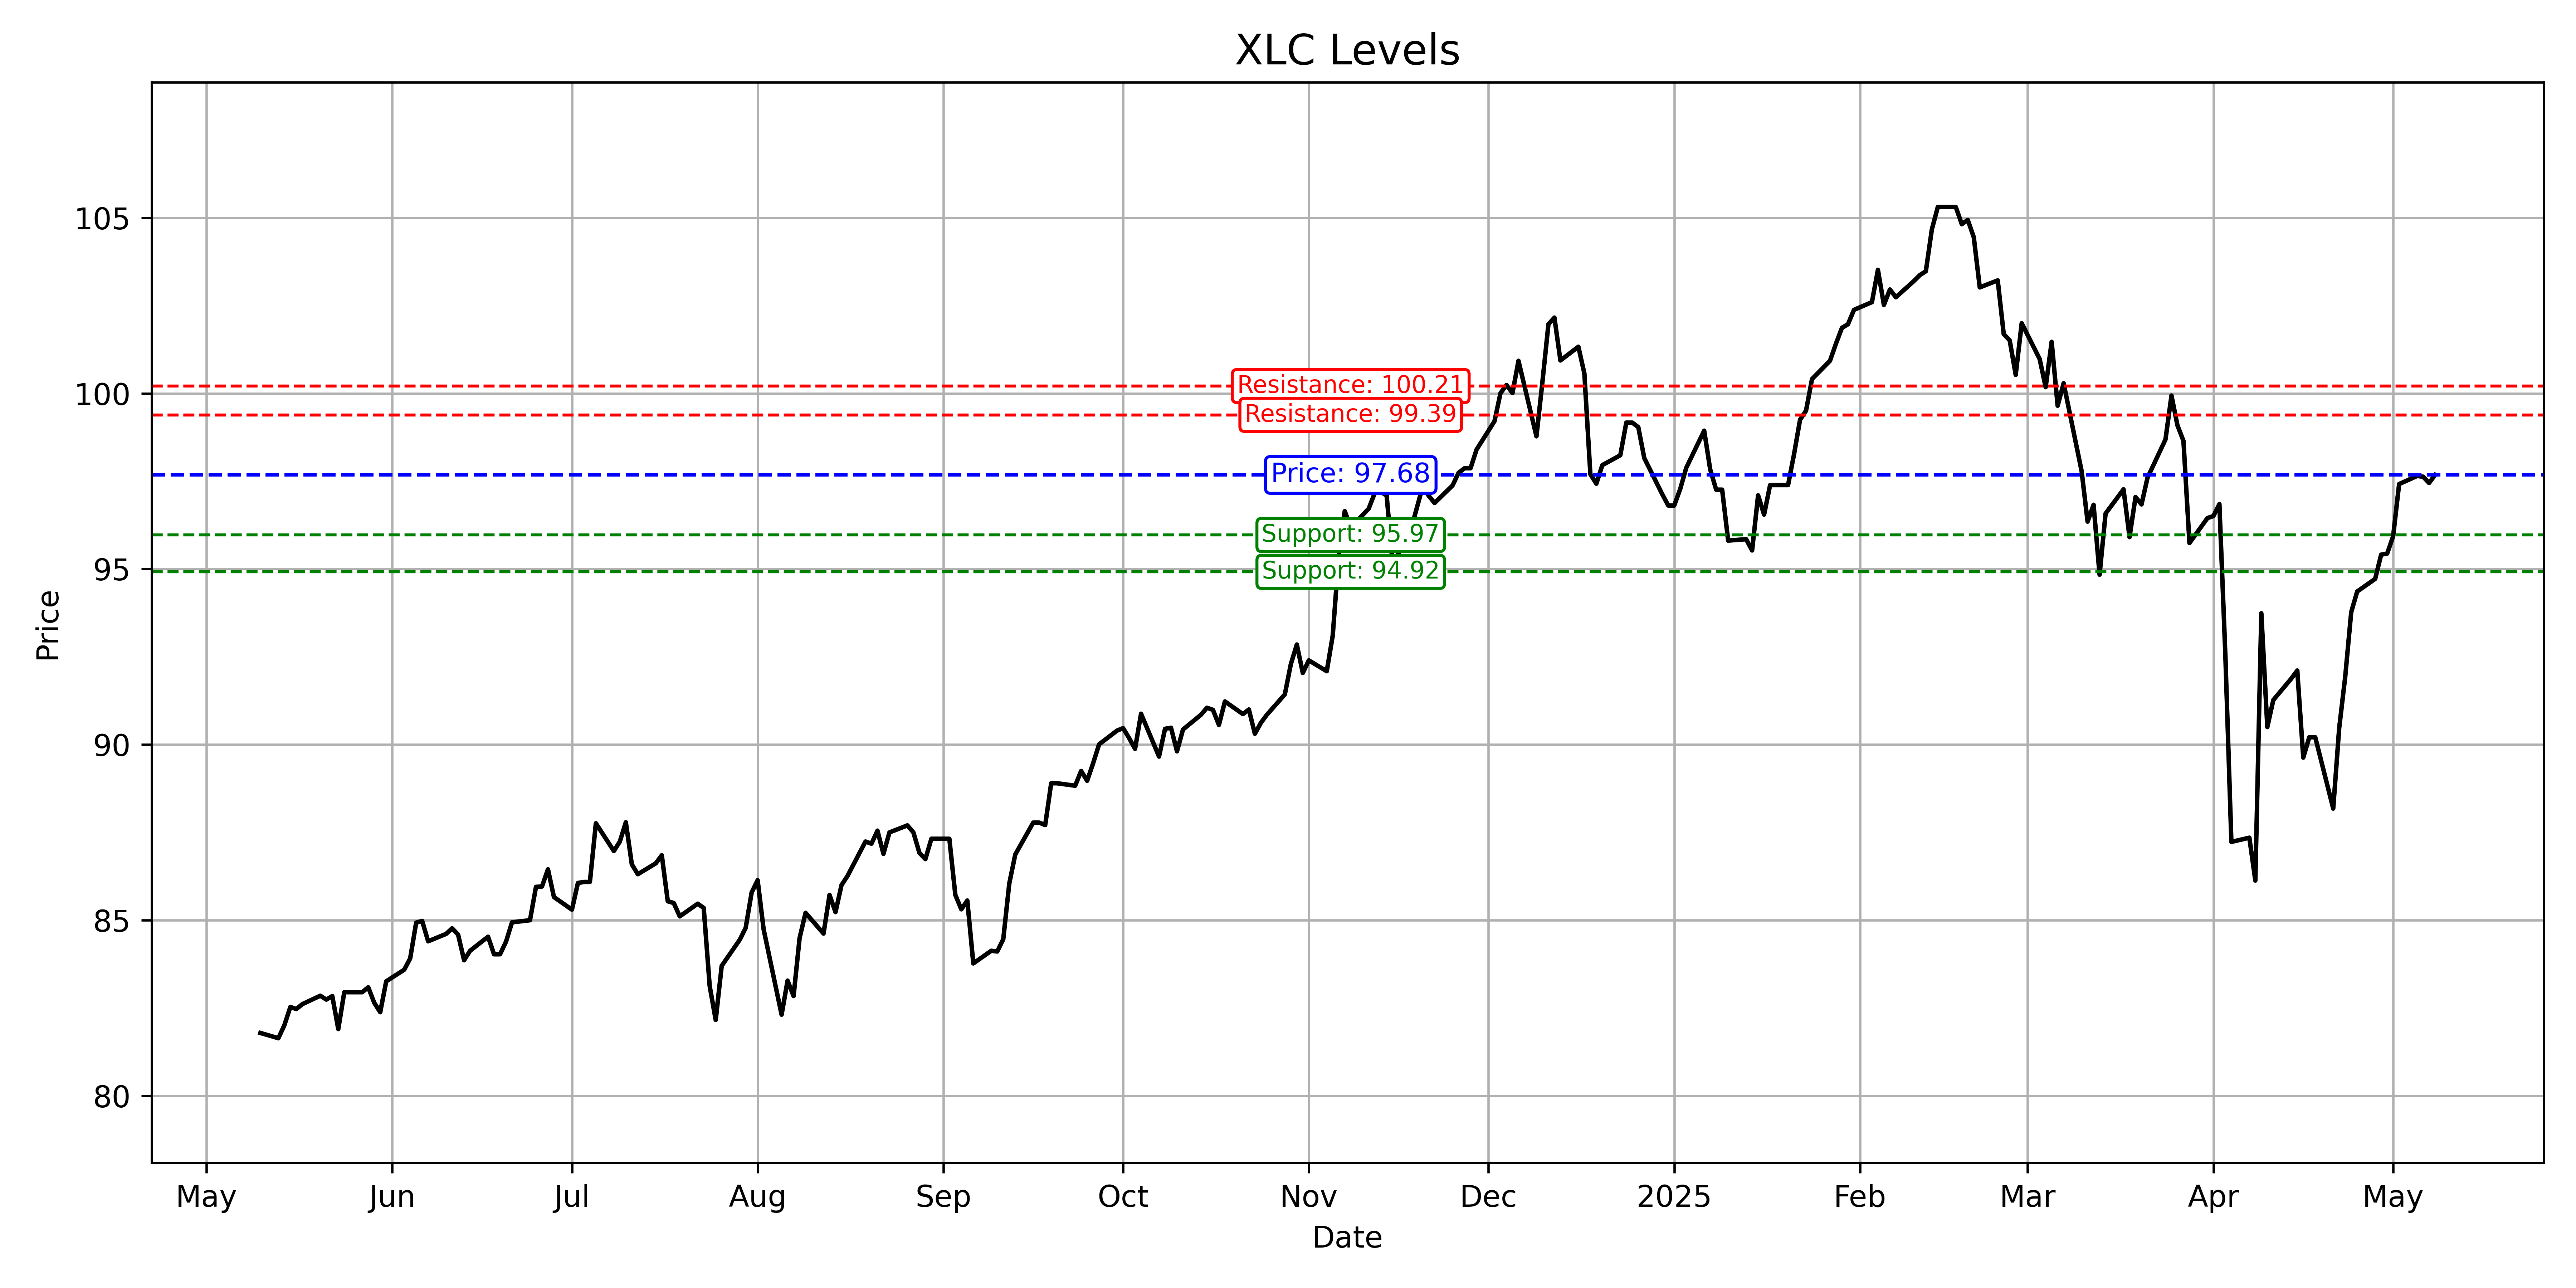 XLC Levels
105
100
95
90
85
80
Price
Resistance: 100.21
Resistance: 99.39
Price: 97.68
Support: 95.97
Support: 94.92
May Jun Jul Aug Sep Oct Nov Dec 2025 Feb Mar Apr May
Date